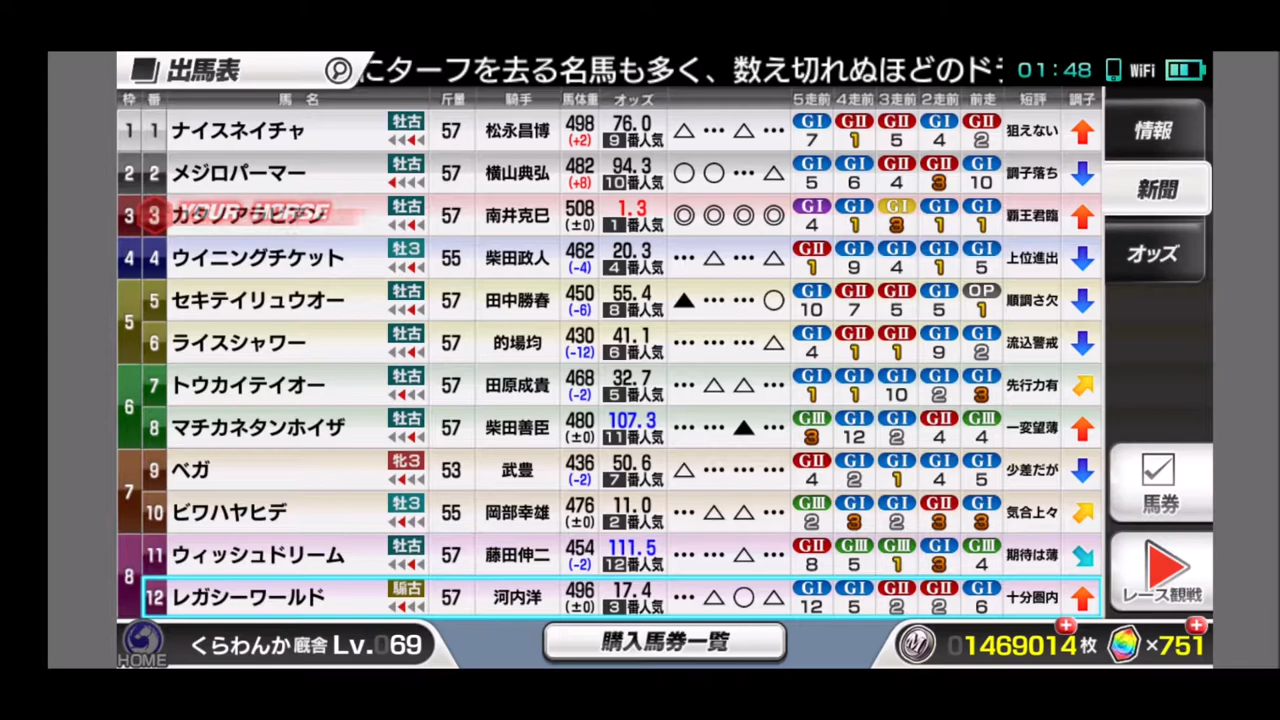 出馬表 にターフを去る名馬も多く、数え切れぬほどのド 01:48 WiFi
枠 番 馬 名 斤量 騎手 馬体重 オッズ 5走前 4走前 3走前 2走前 前走 短評 調子
1 1 ナイスネイチャ 牡古 57 松永昌博 498 (+2) 76.0 9番人気 △ … △ … GI 7 GII 1 GII 5 GI 4 GII 2 狙えない
2 2 メジロパーマー 牡古 57 横山典弘 482 (+8) 94.3 10番人気 ○ ○ … △ GI 5 GI 6 GII 4 GII 3 GI 10 調子落ち
3 3 YOUR HORSE 牡古 57 南井克巳 508 (±0) 1.3 1番人気 ◎ ◎ ◎ ◎ GI 4 GI 1 GI 3 GI 1 GI 1 覇王君臨
4 4 ウイニングチケット 牡3 55 柴田政人 462 (-4) 20.3 4番人気 … △ … △ GII 1 GI 9 GI 4 GI 1 GI 5 上位進出
5 5 セキテイリュウオー 牡古 57 田中勝春 450 (-6) 55.4 8番人気 ▲ … … ○ GI 10 GII 7 GII 5 GI 5 OP 1 順調さ欠
6 ライスシャワー 牡古 57 的場均 430 (-12) 41.1 6番人気 … … … △ GI 4 GII 1 GII 1 GI 9 GI 2 流込警戒
6 7 トウカイテイオー 牡古 57 田原成貴 468 (-2) 32.7 5番人気 … △ △ … GI 1 GI 1 GI 10 GI 2 GI 3 先行力有
8 マチカネタンホイザ 牡古 57 柴田善臣 480 (±0) 107.3 11番人気 … … ▲ … GIII 3 GI 12 GI 2 GII 4 GIII 4 一変望薄
7 9 ベガ 牝3 53 武豊 436 (-2) 50.6 7番人気 △ … … … GII 4 GI 2 GI 1 GI 4 GI 5 少差だが
10 ビワハヤヒデ 牡3 55 岡部幸雄 476 (±0) 11.0 2番人気 … △ △ … GIII 2 GI 3 GI 2 GII 3 GI 3 気合上々
8 11 ウィッシュドリーム 牡古 57 藤田伸二 454 (-2) 111.5 12番人気 … … △ … GII 8 GIII 5 GIII 1 GI 3 GIII 4 期待は薄
12 レガシーワールド 騸古 57 河内洋 496 (±0) 17.4 3番人気 … △ ○ △ GI 12 GI 5 GII 2 GII 2 GI 6 十分圏内
情報
新聞
オッズ
馬券
レース観戦
HOME くらわんか 厩舎 Lv.069 購入馬券一覧 01469014枚 ×751